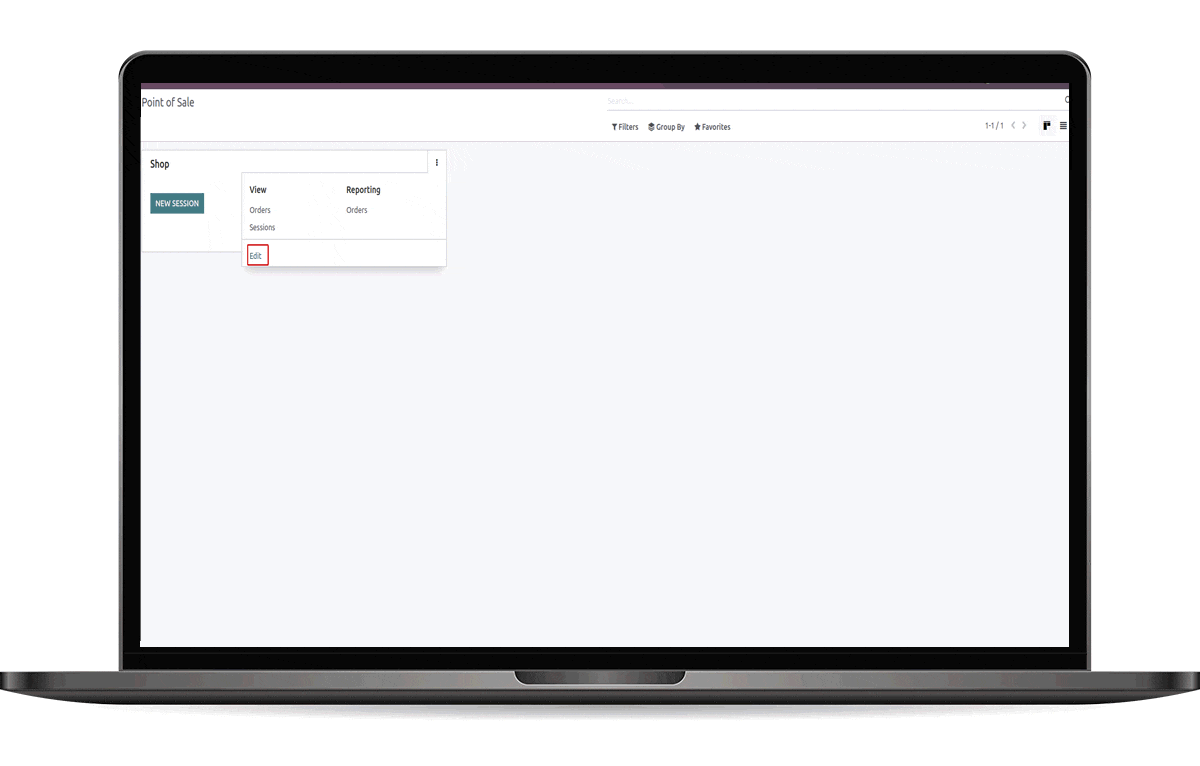 Point of Sale
Search...
Filters Group By Favorites
1-1 / 1
Shop
NEW SESSION
View Reporting
Orders Orders
Sessions
Edit